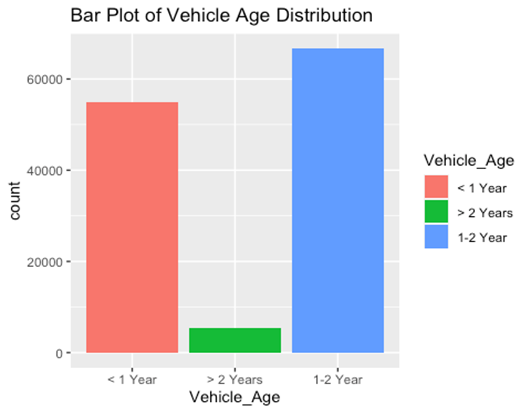 Bar Plot of Vehicle Age Distribution
60000
40000
20000
0
count
< 1 Year
> 2 Years
1-2 Year
Vehicle_Age
Vehicle_Age
< 1 Year
> 2 Years
1-2 Year